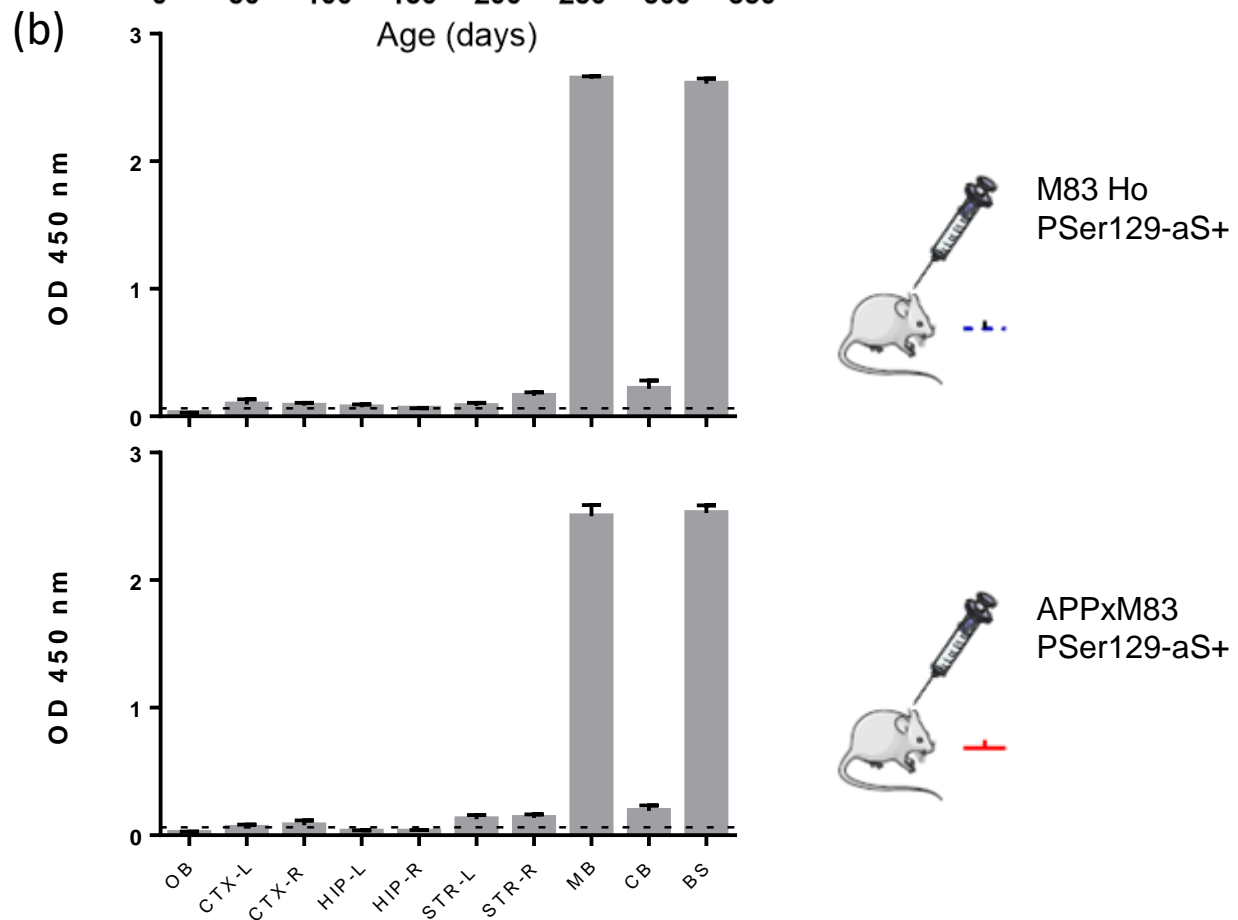 (b)
Age (days)
3
2
1
0
OD 450 nm
M83 Ho
PSer129-aS+
3
2
1
0
OD 450 nm
APPxM83
PSer129-aS+
OB
CTX-L
CTX-R
HIP-L
HIP-R
STR-L
STR-R
MB
CB
BS